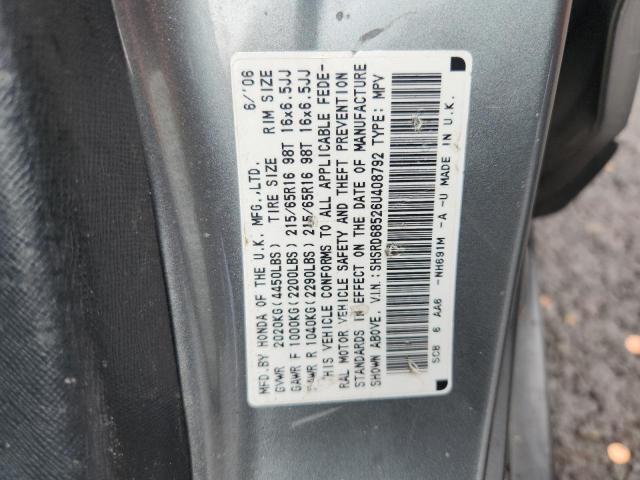 MFD.BY HONDA OF THE U.K. MFG.,LTD. 6/'06
GVWR 2020KG(4450LBS) TIRE SIZE RIM SIZE
GAWR F 1000KG(2200LBS) 215/65R16 98T 16x6.5JJ
GAWR R 1040KG(2290LBS) 215/65R16 98T 16x6.5JJ
THIS VEHICLE CONFORMS TO ALL APPLICABLE FEDE-
RAL MOTOR VEHICLE SAFETY AND THEFT PREVENTION
STANDARDS IN EFFECT ON THE DATE OF MANUFACTURE
SHOWN ABOVE. V.I.N.: SHSRD68526U408792 TYPE: MPV
SCB 6 AA6 -NH691M -A -U MADE IN U.K.